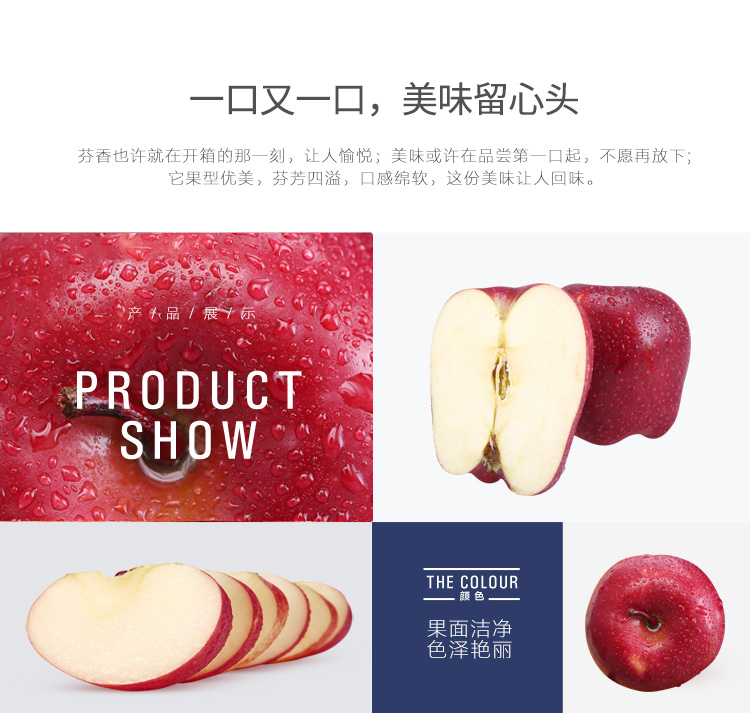 一口又一口，美味留心头
芬香也许就在开箱的那一刻，让人愉悦；美味或许在品尝第一口起，不愿再放下；
它果型优美，芬芳四溢，口感绵软，这份美味让人回味。
产/品/展/示
PRODUCT
SHOW
THE COLOUR
颜色
果面洁净
色泽艳丽